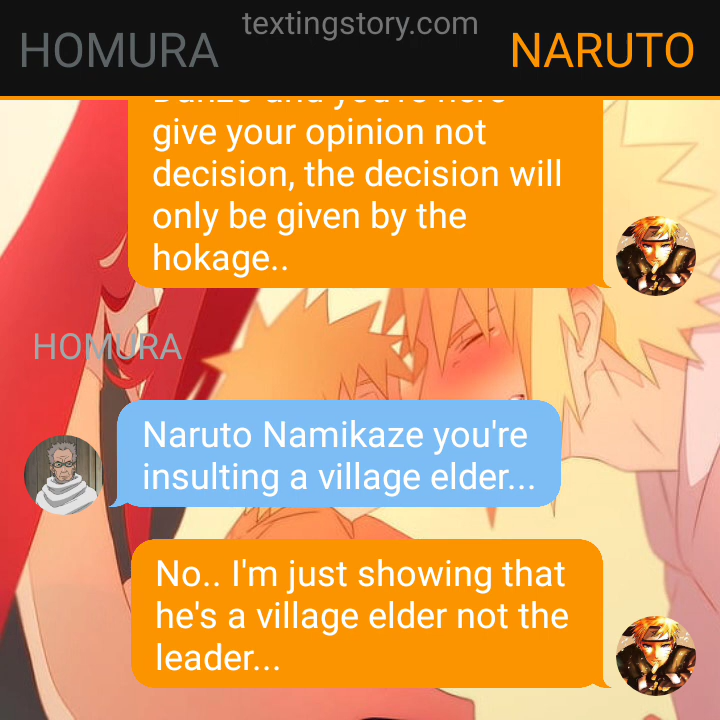 textingstory.com
HOMURA
NARUTO
give your opinion not
decision, the decision will
only be given by the
hokage..
HOMURA
Naruto Namikaze you're
insulting a village elder...
No.. I'm just showing that
he's a village elder not the
leader...